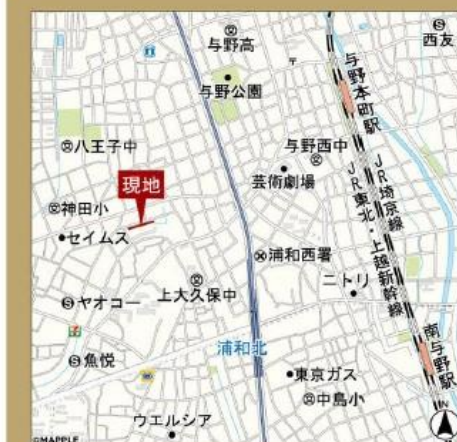 与野高
西友
与野公園
与野本町駅
八王子中
与野西中
芸術劇場
現地
JR埼京線
JR東北・上越新幹線
神田小
セイムス
浦和西署
ニトリ
ヤオコー
上大久保中
南与野駅
浦和北
魚悦
東京ガス
中島小
ウエルシア
N
©MAPPLE